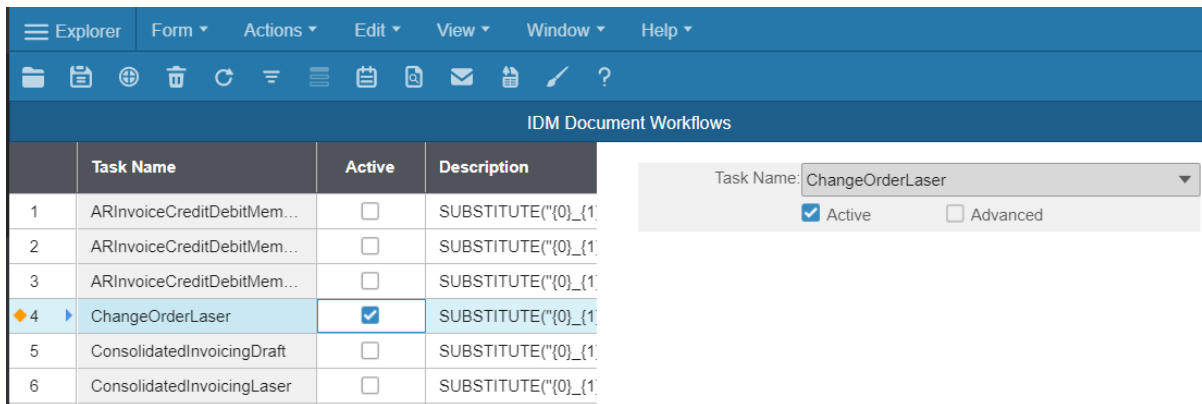 Explorer Form Actions Edit View Window Help
IDM Document Workflows
Task Name Active Description
1 ARInvoiceCreditDebitMem... SUBSTITUTE("{0}_{1}
2 ARInvoiceCreditDebitMem... SUBSTITUTE("{0}_{1}
3 ARInvoiceCreditDebitMem... SUBSTITUTE("{0}_{1}
4 ChangeOrderLaser SUBSTITUTE("{0}_{1}
5 ConsolidatedInvoicingDraft SUBSTITUTE("{0}_{1}
6 ConsolidatedInvoicingLaser SUBSTITUTE("{0}_{1}
Task Name: ChangeOrderLaser
Active Advanced